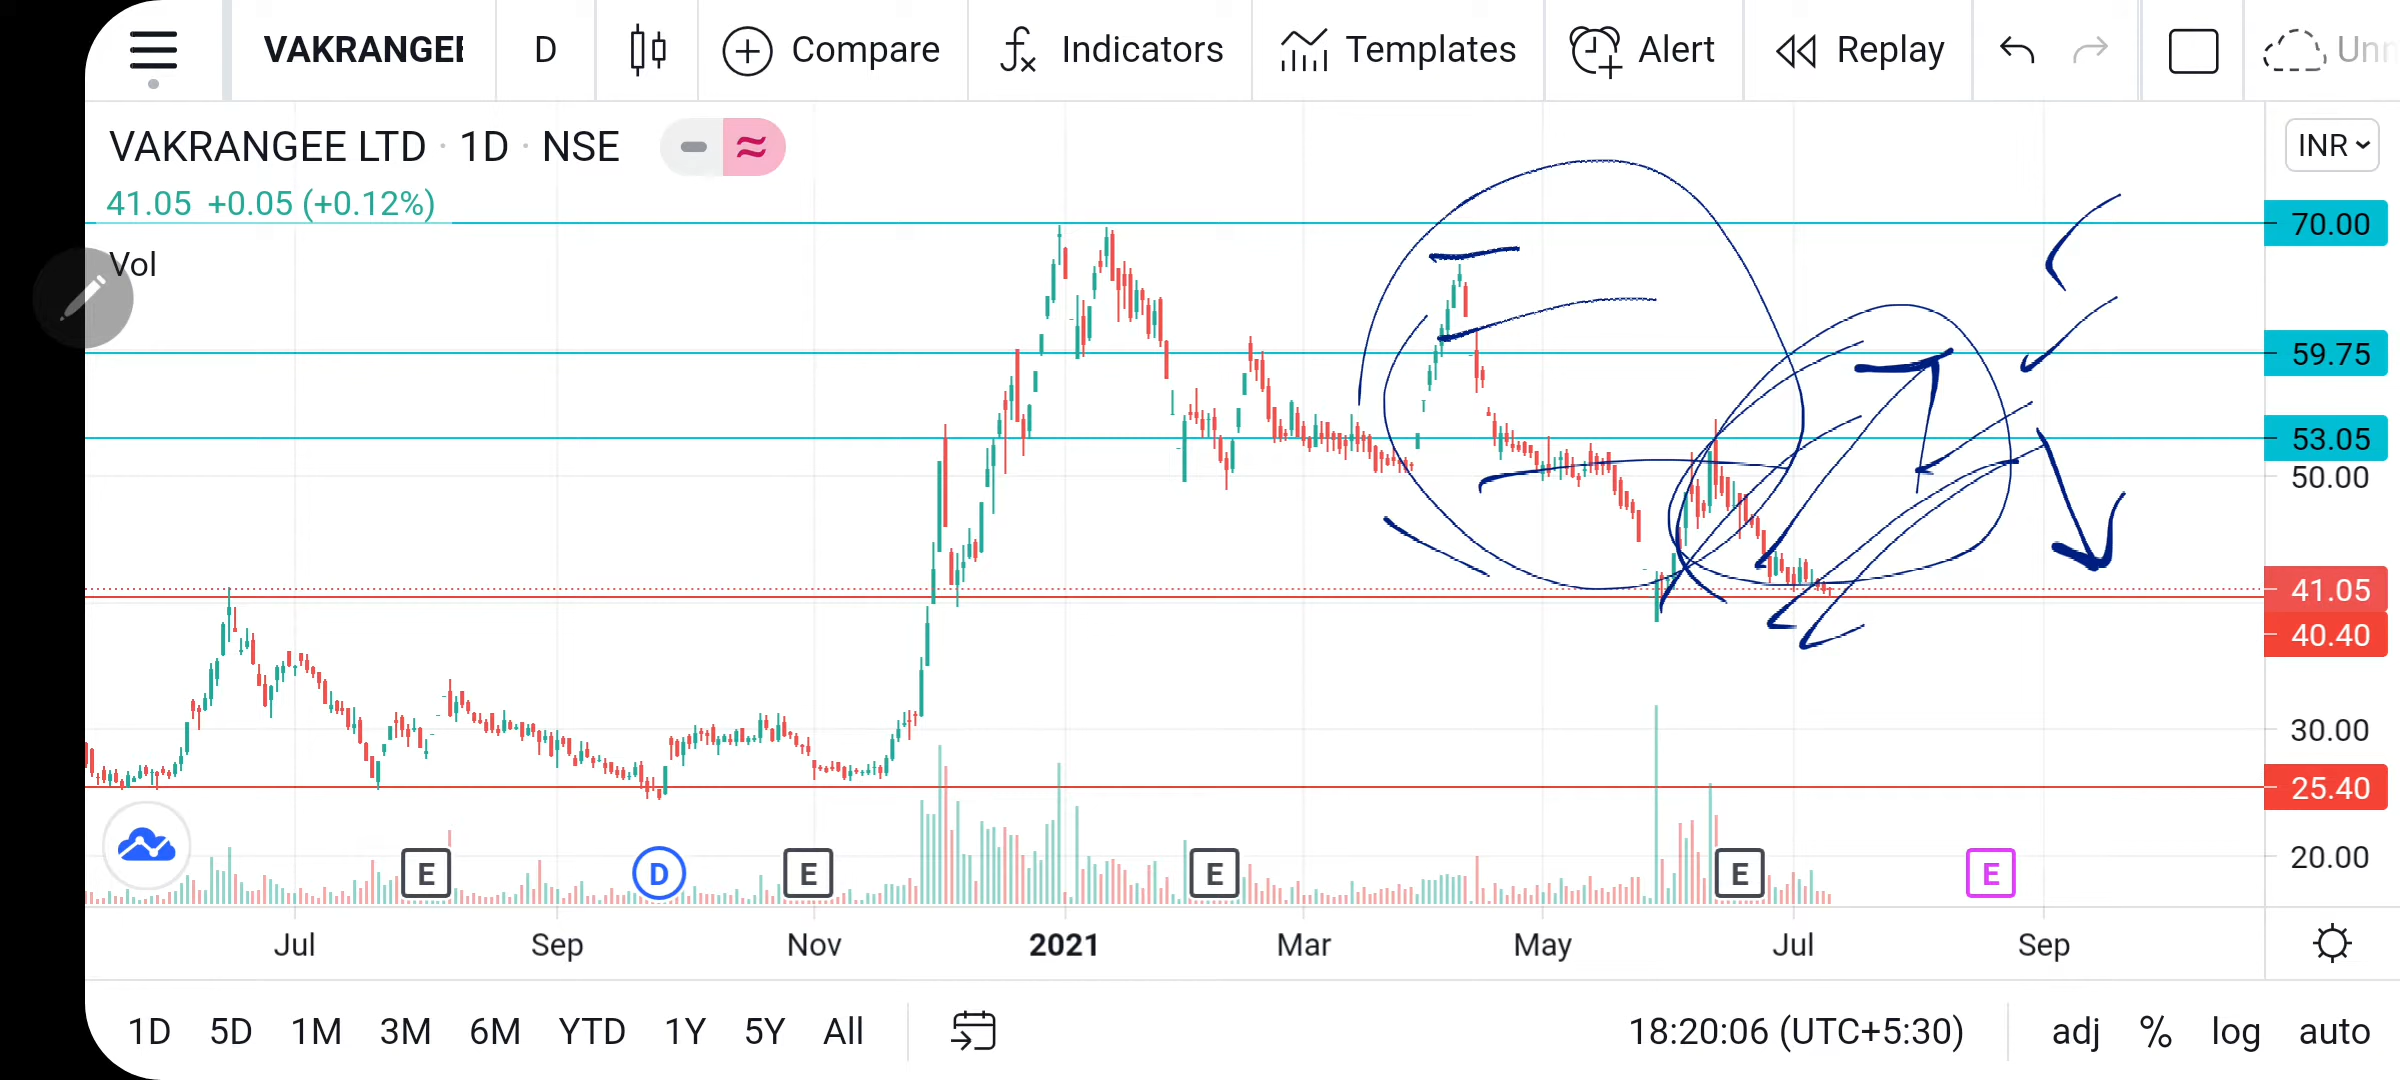 VAKRANGEE D Compare Indicators Templates Alert Replay
VAKRANGEE LTD · 1D · NSE
INR
41.05 +0.05 (+0.12%)
Vol
70.00
59.75
53.05
50.00
41.05
40.40
30.00
25.40
20.00
E D E E E E
Jul Sep Nov 2021 Mar May Jul Sep
1D 5D 1M 3M 6M YTD 1Y 5Y All 18:20:06 (UTC+5:30) adj % log auto